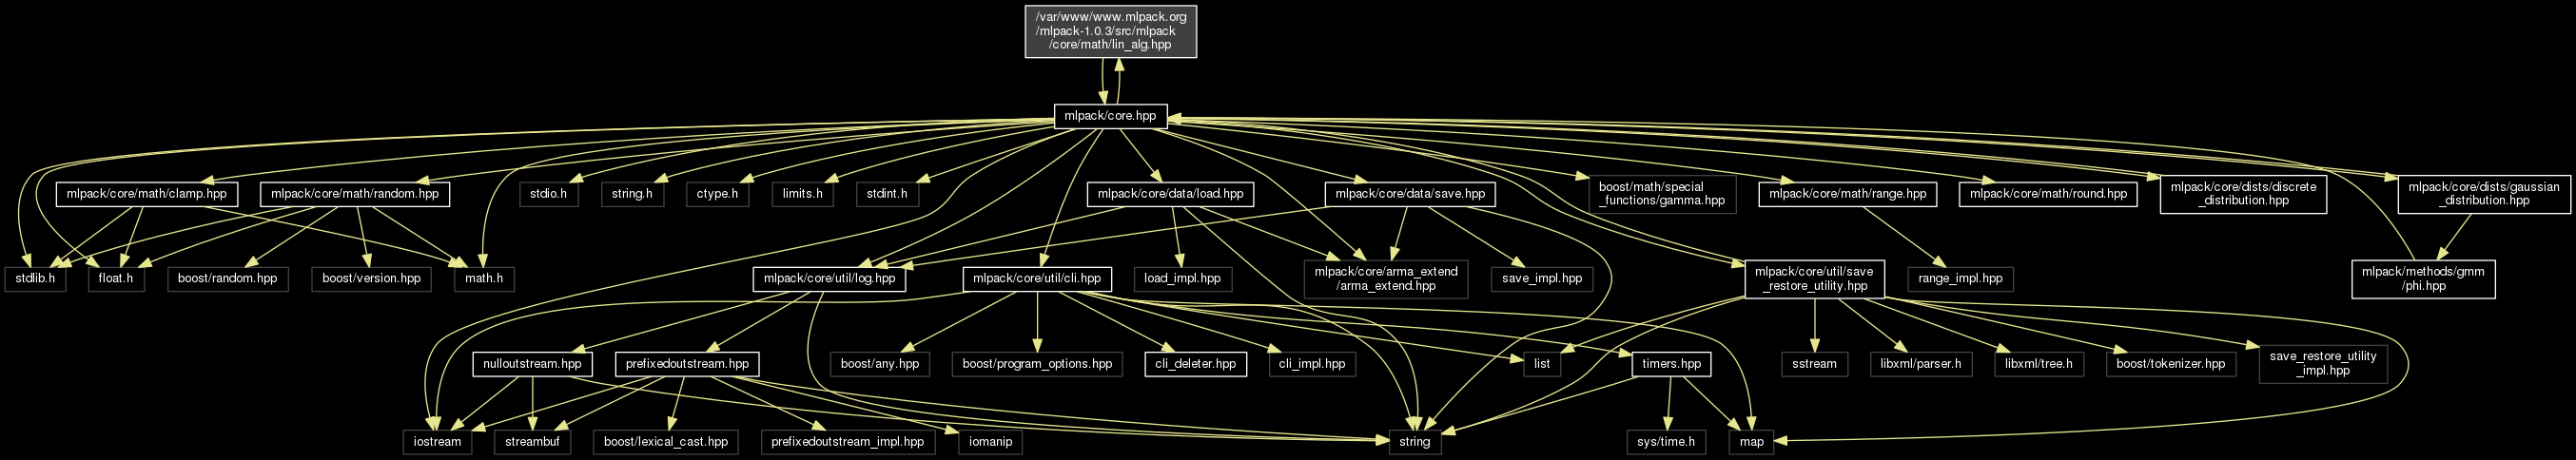 /var/www/www.mlpack.org
/mlpack-1.0.3/src/mlpack
/core/math/lin_alg.hpp
mlpack/core.hpp
mlpack/core/math/clamp.hpp
mlpack/core/math/random.hpp
stdio.h
string.h
ctype.h
limits.h
stdint.h
mlpack/core/data/load.hpp
mlpack/core/data/save.hpp
boost/math/special
_functions/gamma.hpp
mlpack/core/math/range.hpp
mlpack/core/math/round.hpp
mlpack/core/dists/discrete
_distribution.hpp
mlpack/core/dists/gaussian
_distribution.hpp
stdlib.h
float.h
boost/random.hpp
boost/version.hpp
math.h
mlpack/core/util/log.hpp
mlpack/core/util/cli.hpp
load_impl.hpp
mlpack/core/arma_extend
/arma_extend.hpp
save_impl.hpp
mlpack/core/util/save
_restore_utility.hpp
range_impl.hpp
mlpack/methods/gmm
/phi.hpp
nulloutstream.hpp
prefixedoutstream.hpp
boost/any.hpp
boost/program_options.hpp
cli_deleter.hpp
cli_impl.hpp
list
timers.hpp
sstream
libxml/parser.h
libxml/tree.h
boost/tokenizer.hpp
save_restore_utility
_impl.hpp
iostream
streambuf
boost/lexical_cast.hpp
prefixedoutstream_impl.hpp
iomanip
string
sys/time.h
map